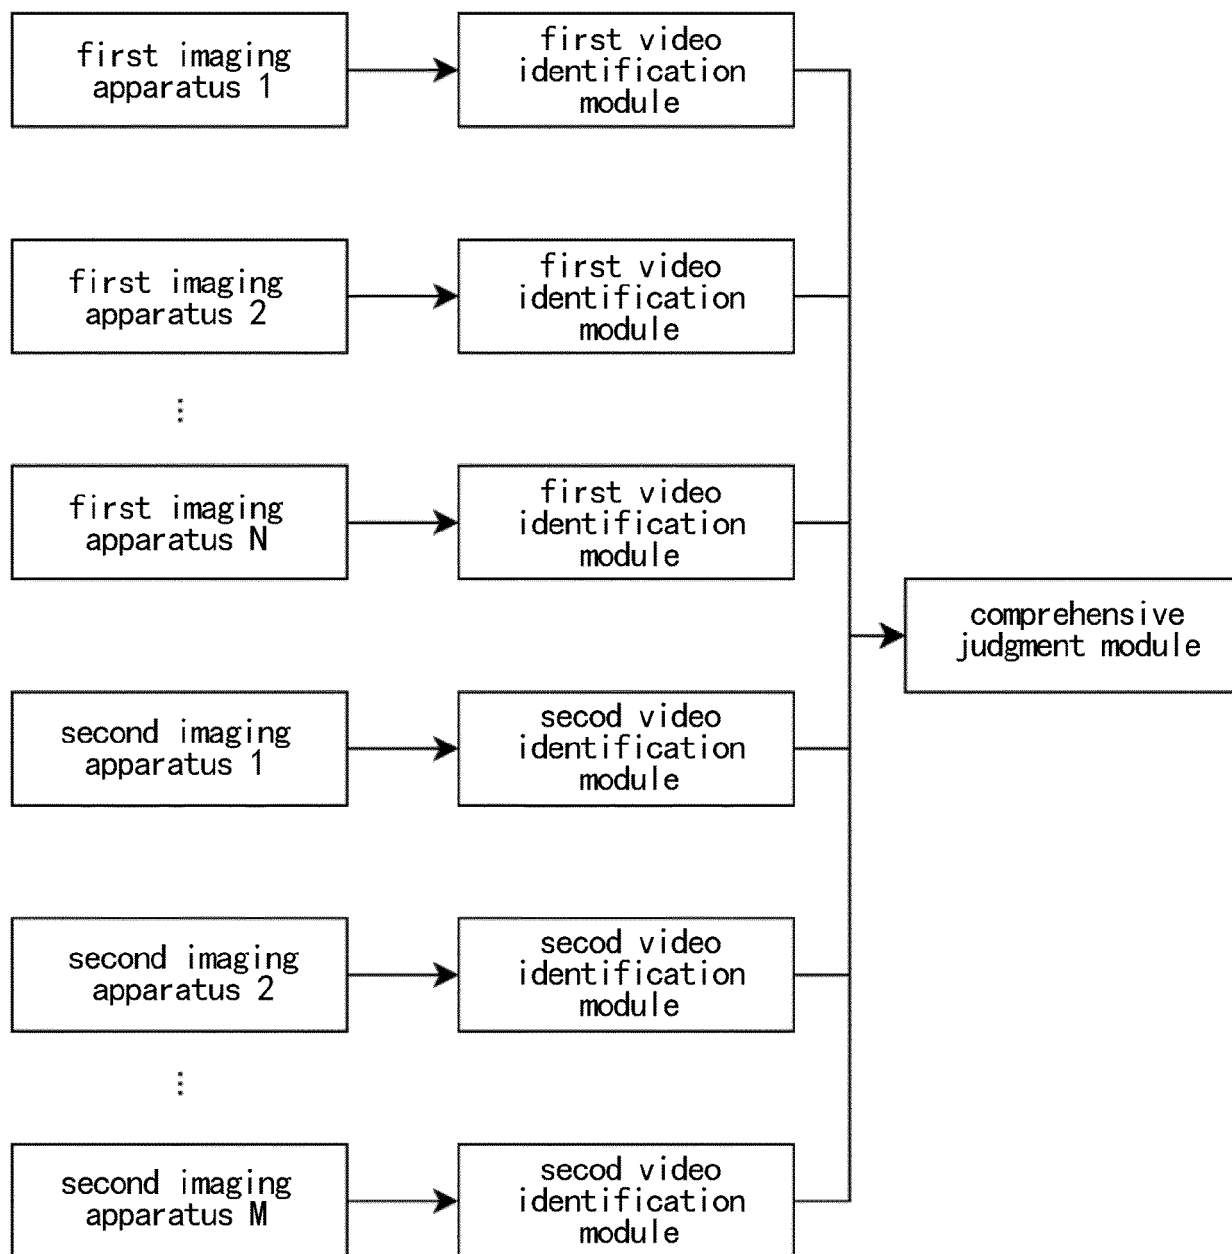 first imaging
apparatus 1
first video
identification
module
first imaging
apparatus 2
first video
identification
module
⋮
first imaging
apparatus N
first video
identification
module
comprehensive
judgment module
second imaging
apparatus 1
secod video
identification
module
second imaging
apparatus 2
secod video
identification
module
⋮
second imaging
apparatus M
secod video
identification
module